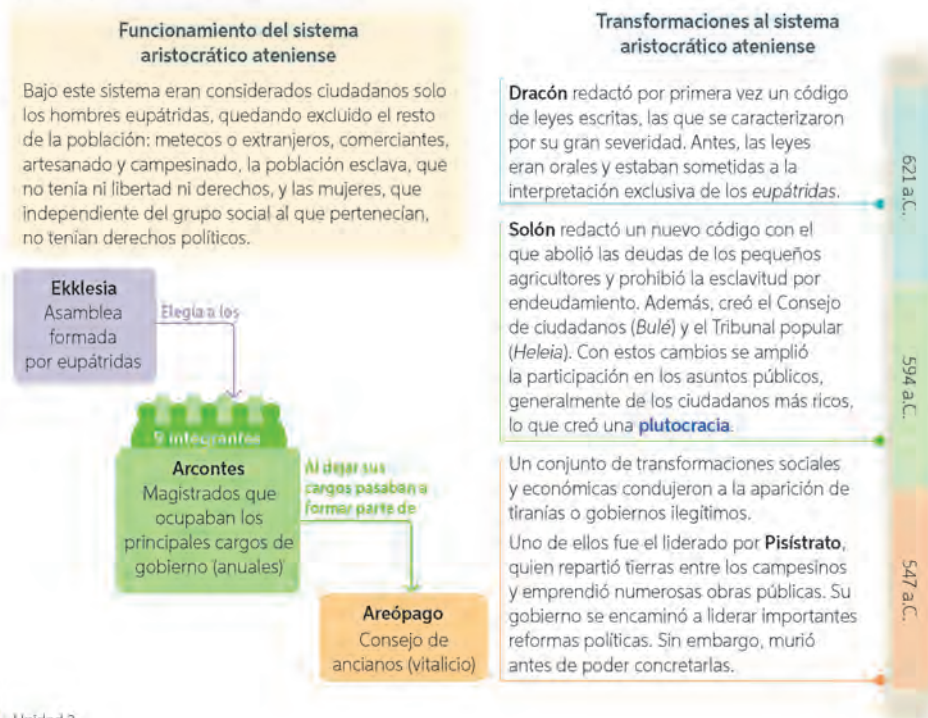 Funcionamiento del sistema
aristocrático ateniense
Bajo este sistema eran considerados ciudadanos solo
los hombres eupátridas, quedando excluido el resto
de la población: metecos o extranjeros, comerciantes,
artesanado y campesinado, la población esclava, que
no tenía ni libertad ni derechos, y las mujeres, que
independiente del grupo social al que pertenecían,
no tenían derechos políticos.
Ekklesia
Asamblea
formada
por eupátridas
Elegía a los
9 integrantes
Arcontes
Magistrados que
ocupaban los
principales cargos de
gobierno (anuales)
Al dejar sus
cargos pasaban a
formar parte de
Areópago
Consejo de
ancianos (vitalicio)
Transformaciones al sistema
aristocrático ateniense
Dracón redactó por primera vez un código
de leyes escritas, las que se caracterizaron
por su gran severidad. Antes, las leyes
eran orales y estaban sometidas a la
interpretación exclusiva de los eupátridas.
621 a.C.
Solón redactó un nuevo código con el
que abolió las deudas de los pequeños
agricultores y prohibió la esclavitud por
endeudamiento. Además, creó el Consejo
de ciudadanos (Bulé) y el Tribunal popular
(Heleia). Con estos cambios se amplió
la participación en los asuntos públicos,
generalmente de los ciudadanos más ricos,
lo que creó una plutocracia.
594 a.C.
Un conjunto de transformaciones sociales
y económicas condujeron a la aparición de
tiranías o gobiernos ilegítimos.
Uno de ellos fue el liderado por Pisístrato,
quien repartió tierras entre los campesinos
y emprendió numerosas obras públicas. Su
gobierno se encaminó a liderar importantes
reformas políticas. Sin embargo, murió
antes de poder concretarlas.
547 a.C.